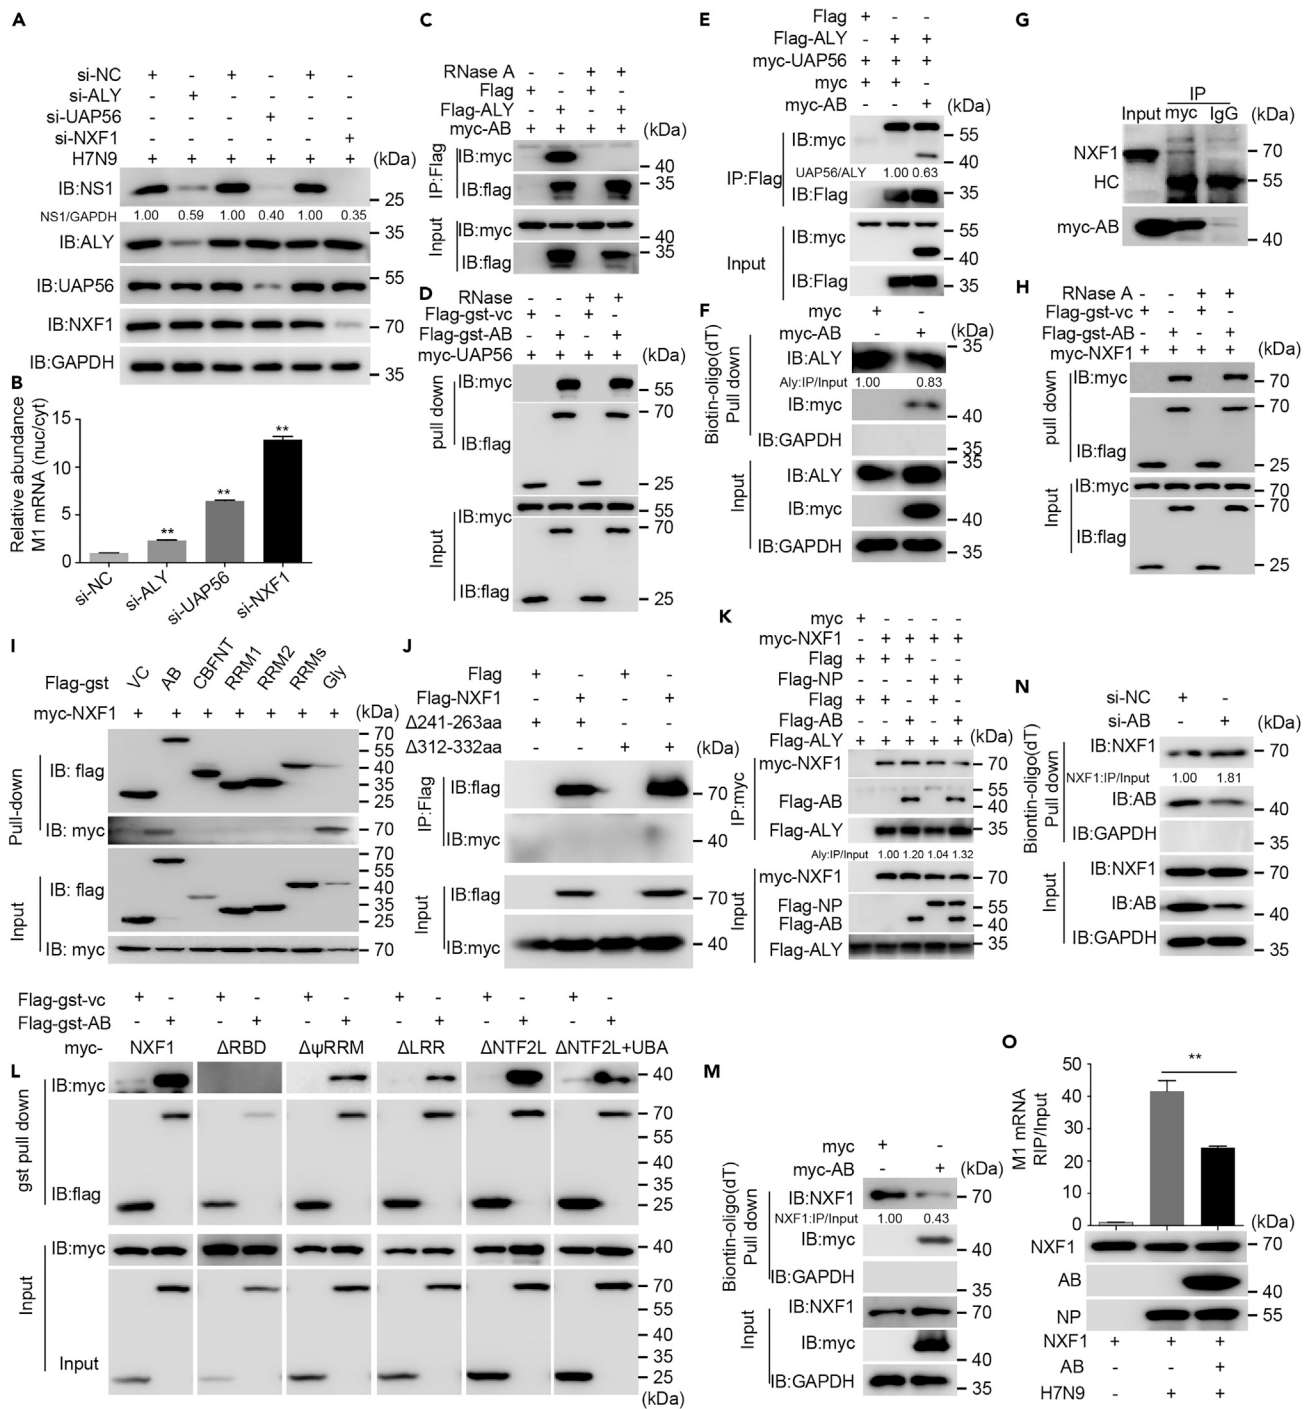 A
si-NC + - + - + -
si-ALY - + - - - -
si-UAP56 - - - + - -
si-NXF1 - - - - - +
H7N9 + + + + + + (kDa)
IB:NS1
25
NS1/GAPDH 1.00 0.59 1.00 0.40 1.00 0.35
IB:ALY
35
IB:UAP56
55
IB:NXF1
70
IB:GAPDH
35
B
Relative abundance
M1 mRNA (nuc/cyt)
15
10
5
0
**
**
**
si-NC
si-ALY
si-UAP56
si-NXF1
C
RNase A - - + +
Flag + - + -
Flag-ALY - + - +
myc-AB + + + + (kDa)
IP:Flag
IB:myc
40
IB:flag
35
Input
IB:myc
40
IB:flag
35
D
RNase - - + +
Flag-gst-vc + - + -
Flag-gst-AB - + - +
myc-UAP56 + + + + (kDa)
pull down
IB:myc
55
70
IB:flag
25
Input
IB:myc
55
70
IB:flag
25
E
Flag + - -
Flag-ALY - + +
myc-UAP56 + + +
myc + + -
myc-AB - - + (kDa)
IP:Flag
IB:myc
55
40
UAP56/ALY 1.00 0.63
IB:Flag
35
Input
IB:myc
55
40
IB:Flag
35
F
myc + -
myc-AB - + (kDa)
Biotin-oligo(dT)
Pull down
IB:ALY
35
Aly:IP/Input 1.00 0.83
IB:myc
40
IB:GAPDH
35
Input
35
IB:ALY
IB:myc
40
IB:GAPDH
35
G
IP
Input myc IgG (kDa)
NXF1
70
HC
55
myc-AB
40
H
RNase A - - + +
Flag-gst-vc + - + -
Flag-gst-AB - + - +
myc-NXF1 + + + + (kDa)
pull down
IB:myc
70
70
IB:flag
25
Input
IB:myc
70
70
IB:flag
25
I
Flag-gst VC AB CBFNT RRM1 RRM2 RRMs Gly
myc-NXF1 + + + + + + + (kDa)
Pull-down
70
55
IB: flag
40
35
25
IB: myc
70
Input
70
55
IB: flag
40
35
25
IB: myc
70
J
Flag + - + -
Flag-NXF1 - + - +
Δ241-263aa + + - -
Δ312-332aa - - + + (kDa)
IP:Flag
IB:flag
70
IB:myc
40
Input
IB:flag
70
IB:myc
40
K
myc + - - - -
myc-NXF1 - + + + +
Flag + + + - -
Flag-NP - - - + +
Flag + + - + -
Flag-AB - - + - +
Flag-ALY + + + + + (kDa)
IP:myc
myc-NXF1
70
Flag-AB
55
40
Flag-ALY
35
Aly:IP/Input 1.00 1.20 1.04 1.32
Input
myc-NXF1
70
Flag-NP
55
Flag-AB
40
Flag-ALY
35
N
si-NC + -
si-AB - + (kDa)
Biontin-oligo(dT)
Pull down
IB:NXF1
70
NXF1:IP/Input 1.00 1.81
IB:AB
40
IB:GAPDH
35
Input
IB:NXF1
70
IB:AB
40
IB:GAPDH
35
Flag-gst-vc + - + - + - + - + - + -
Flag-gst-AB - + - + - + - + - + - +
myc- NXF1 ΔRBD ΔψRRM ΔLRR ΔNTF2L ΔNTF2L+UBA
L
gst pull down
IB:myc
40
70
55
40
35
IB:flag
25
Input
IB:myc
40
70
55
40
35
Input
25
(kDa)
M
myc + -
myc-AB - + (kDa)
Biontin-oligo(dT)
Pull down
IB:NXF1
70
NXF1:IP/Input 1.00 0.43
IB:myc
40
IB:GAPDH
35
Input
IB:NXF1
70
IB:myc
40
IB:GAPDH
35
O
M1 mRNA
RIP/Input
50
40
30
20
10
0
**
(kDa)
NXF1
70
AB
40
NP
55
NXF1 + + +
AB - - +
H7N9 - + +